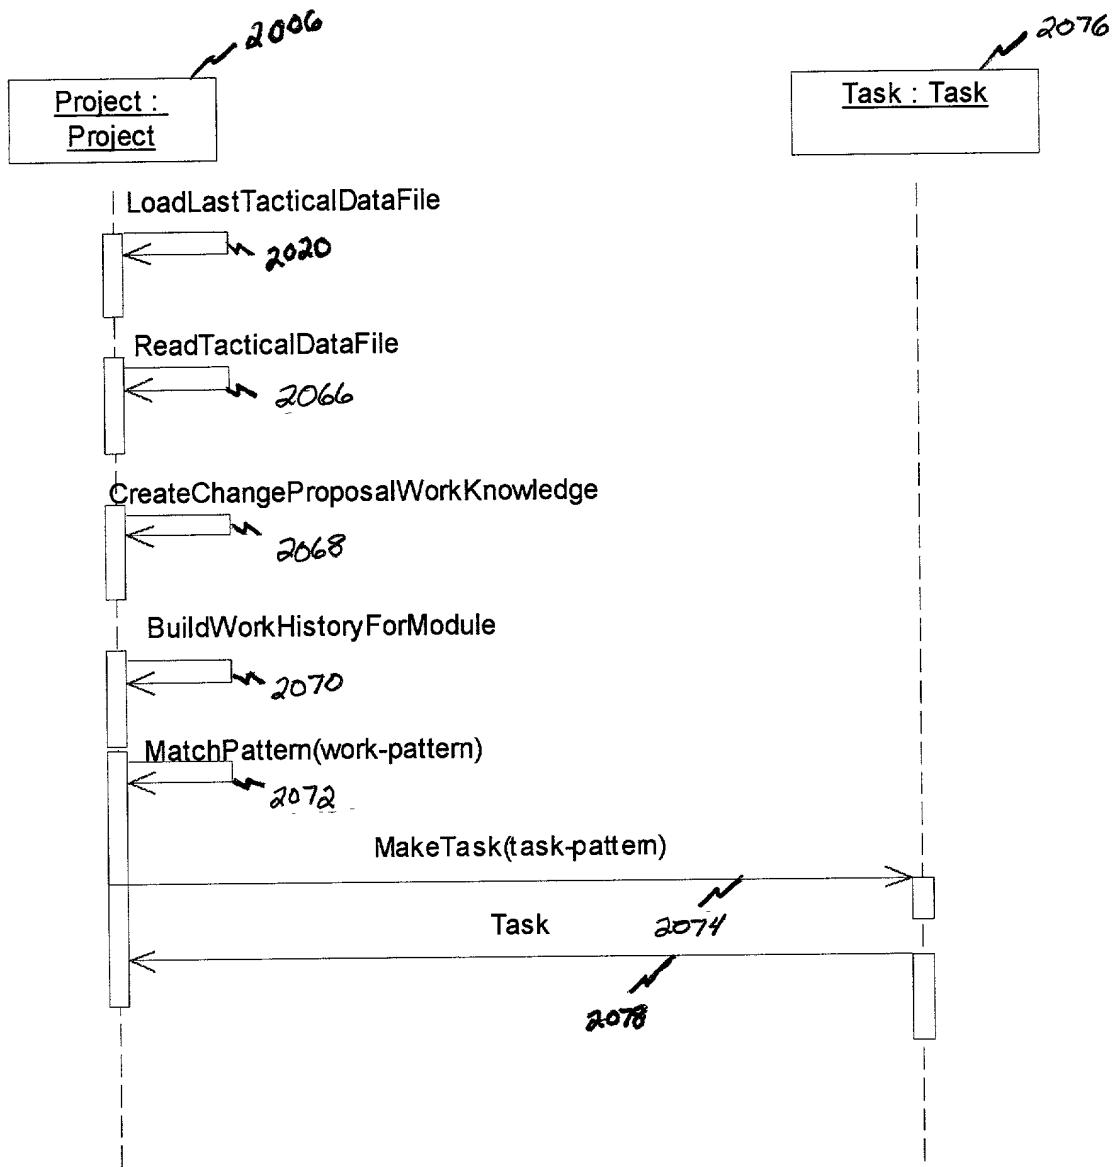 2006
2076
Project :
Project
Task : Task
LoadLastTacticalDataFile
2020
ReadTacticalDataFile
2066
CreateChangeProposalWorkKnowledge
2068
BuildWorkHistoryForModule
2070
MatchPattern(work-pattern)
2072
MakeTask(task-pattern)
2074
Task
2078